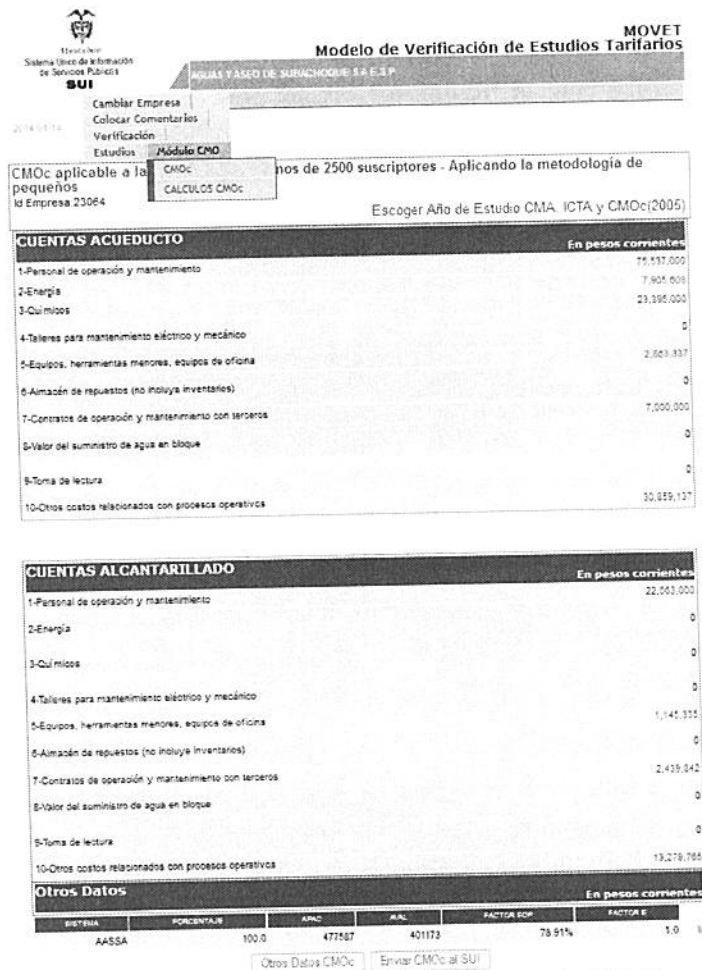 MOVET
Modelo de Verificación de Estudios Tarifarios
Sistema Único de Información
de Servicios Públicos
SUI
AGUAS Y ASEO DE SUBACHOQUE S A E.S.P
Cambiar Empresa
Colocar Comentarios
Verificación
Estudios Módulo CMO
CMOc
CALCULOS CMOc
CMOc aplicable a la nos de 2500 suscriptores - Aplicando la metodología de
pequeños
Id Empresa 23064
Escoger Año de Estudio CMA, ICTA y CMOc(2005)
CUENTAS ACUEDUCTO En pesos corrientes
1-Personal de operación y mantenimiento
2-Energía
3-Químicos 23,395,000
4-Talleres para mantenimiento eléctrico y mecánico 0
5-Equipos, herramientas menores, equipos de oficina
6-Almacén de repuestos (no incluya inventarios) 0
7-Contratos de operación y mantenimiento con terceros 7,000,000
8-Valor del suministro de agua en bloque 0
9-Toma de lectura 0
10-Otros costos relacionados con procesos operativos 30,859,137
CUENTAS ALCANTARILLADO En pesos corrientes
1-Personal de operación y mantenimiento
2-Energía 0
3-Químicos 0
4-Talleres para mantenimiento eléctrico y mecánico 0
5-Equipos, herramientas menores, equipos de oficina 1,145,335
6-Almacén de repuestos (no incluya inventarios) 0
7-Contratos de operación y mantenimiento con terceros 2,439,842
8-Valor del suministro de agua en bloque 0
9-Toma de lectura 0
10-Otros costos relacionados con procesos operativos 13,278,765
Otros Datos En pesos corrientes
SISTEMA PORCENTAJE APAC FACTOR E
AASSA 100.0 477587 401173 78.91% 1.0
Otros Datos CMOc Enviar CMOc al SUI